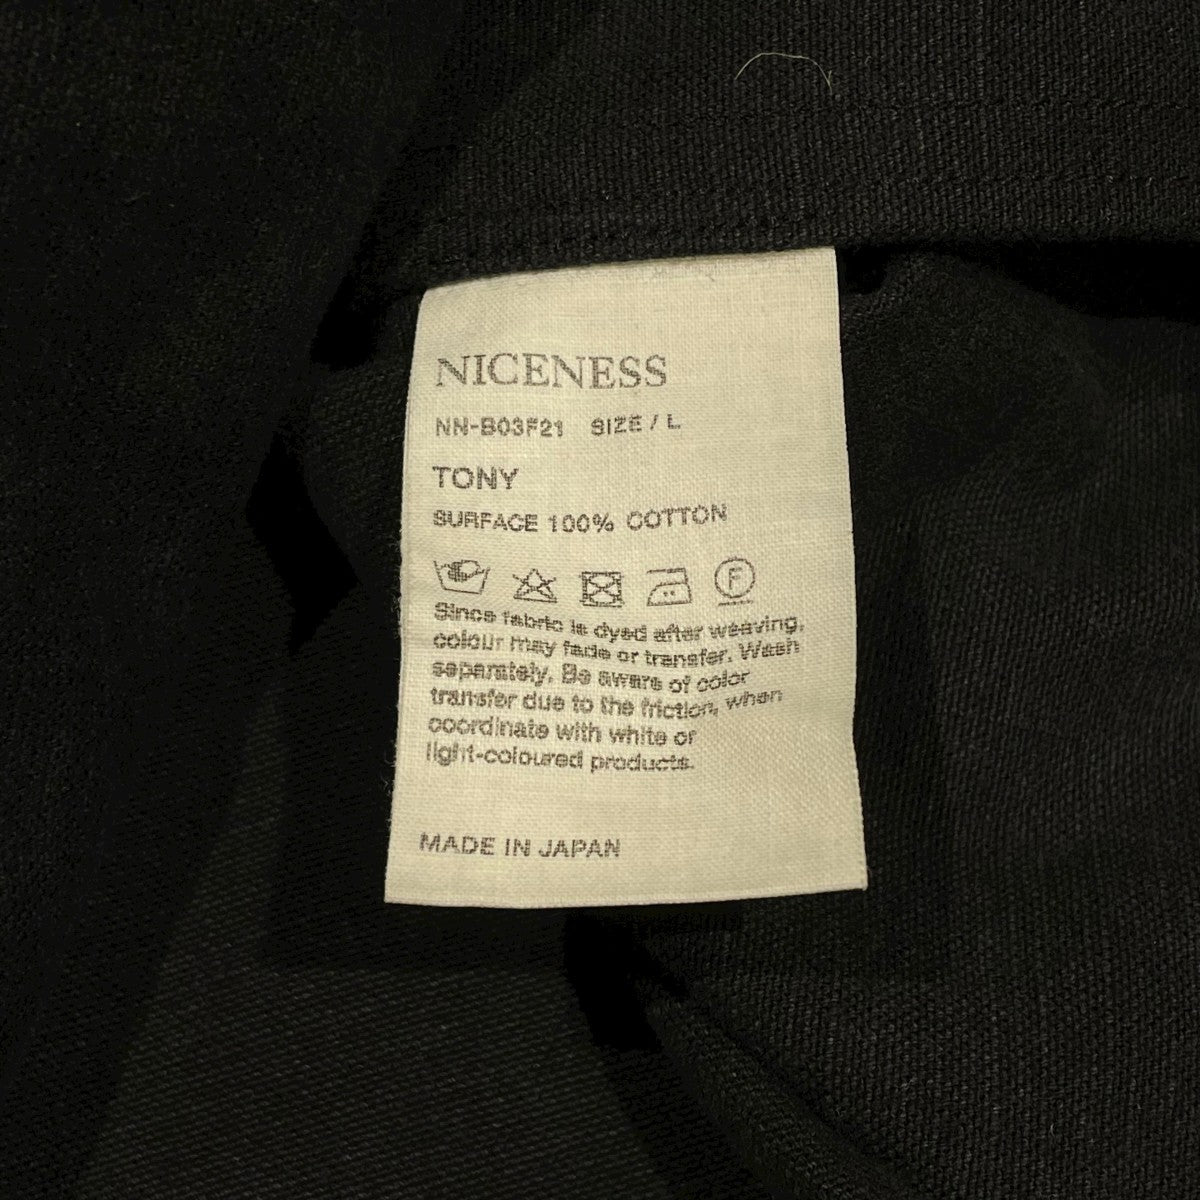 NICENESS
NN-B03F21 SIZE / L
TONY
SURFACE 100% COTTON
F
Since fabric is dyed after weaving,
colour may fade or transfer. Wash
separately. Be aware of color
transfer due to the friction, when
coordinate with white or
light-coloured products.
MADE IN JAPAN